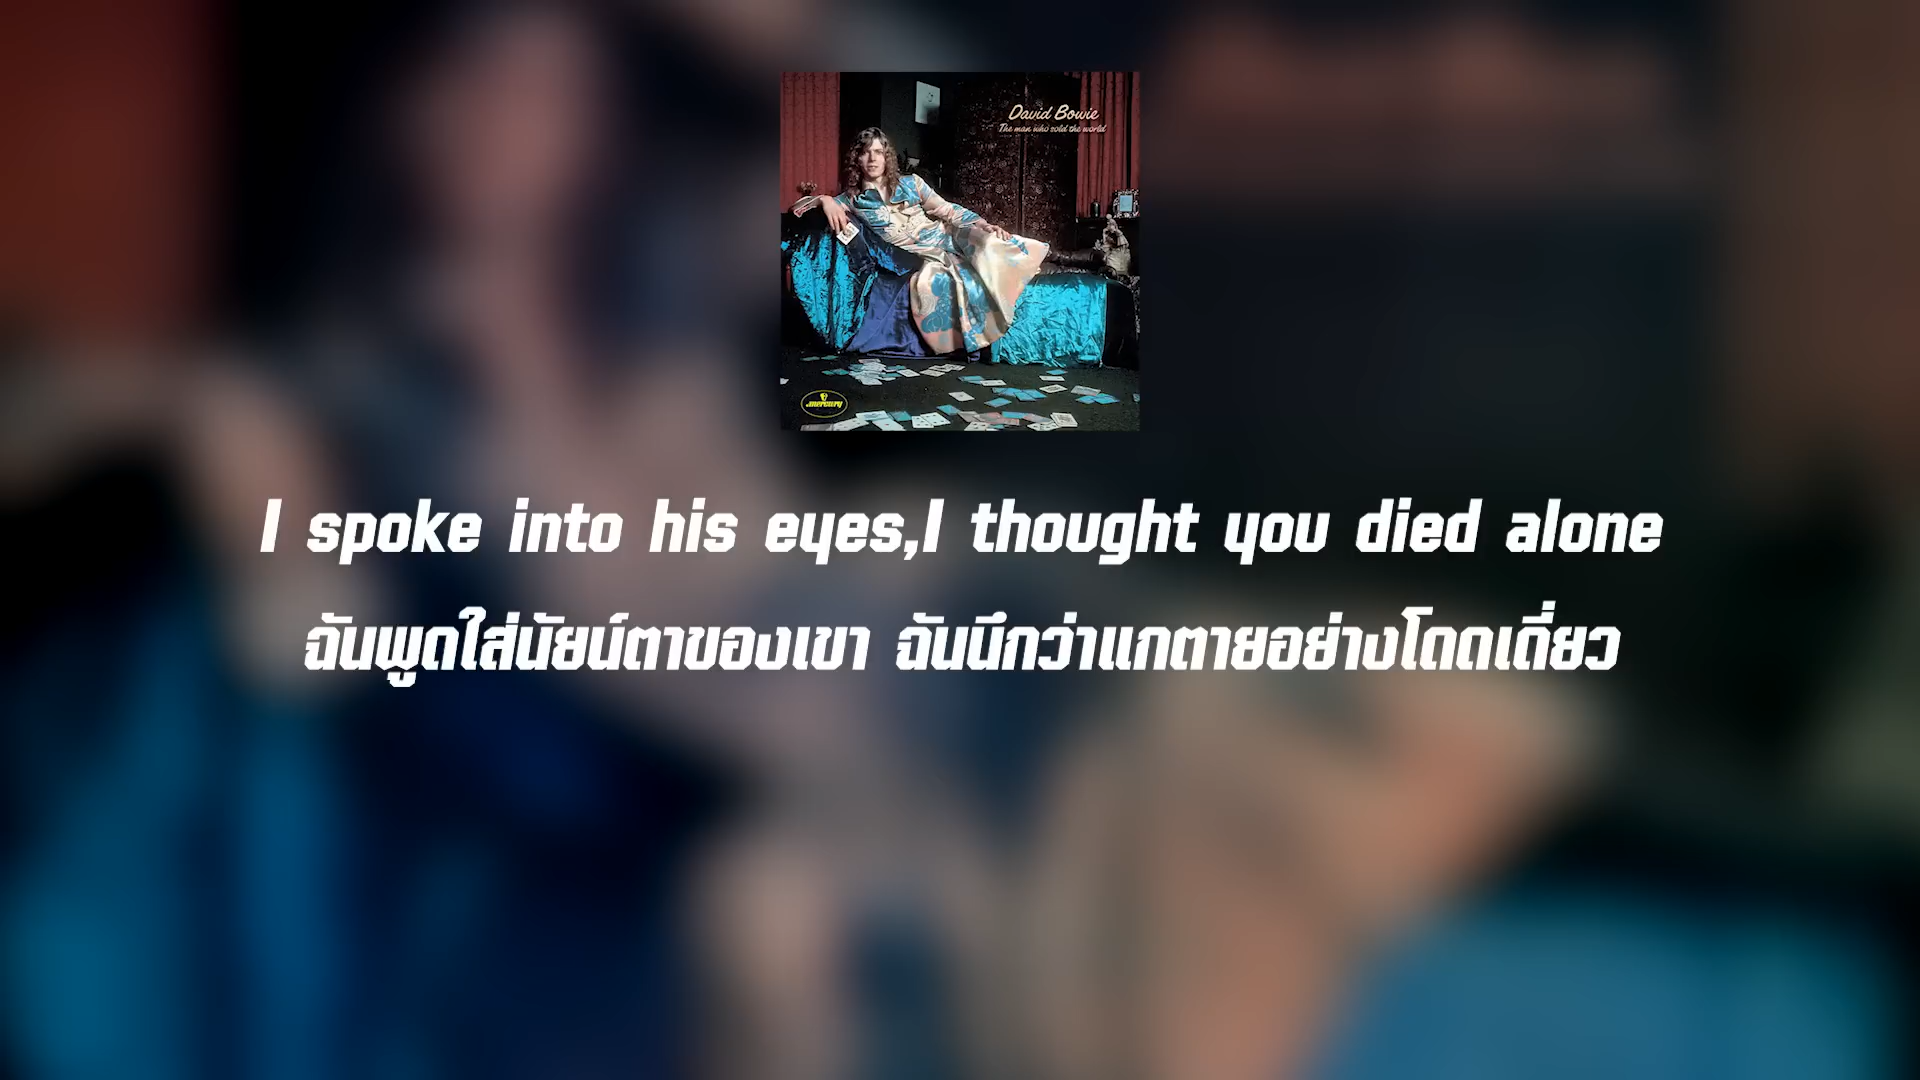 David Bowie
The man who sold the world
mercury
I spoke into his eyes,I thought you died alone
ฉันพูดใส่นัยน์ตาของเขา ฉันนึกว่าแกตายอย่างโดดเดี่ยว